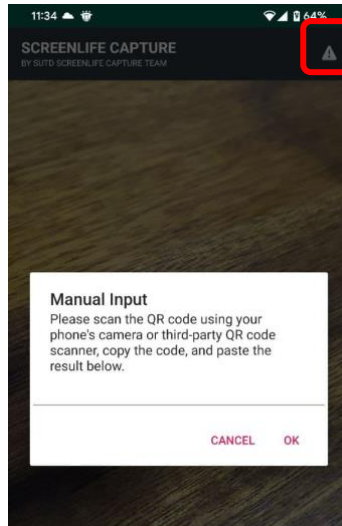 11:34 64%
SCREENLIFE CAPTURE
BY SUTD SCREENLIFE CAPTURE TEAM
Manual Input
Please scan the QR code using your
phone's camera or third-party QR code
scanner, copy the code, and paste the
result below.
CANCEL OK